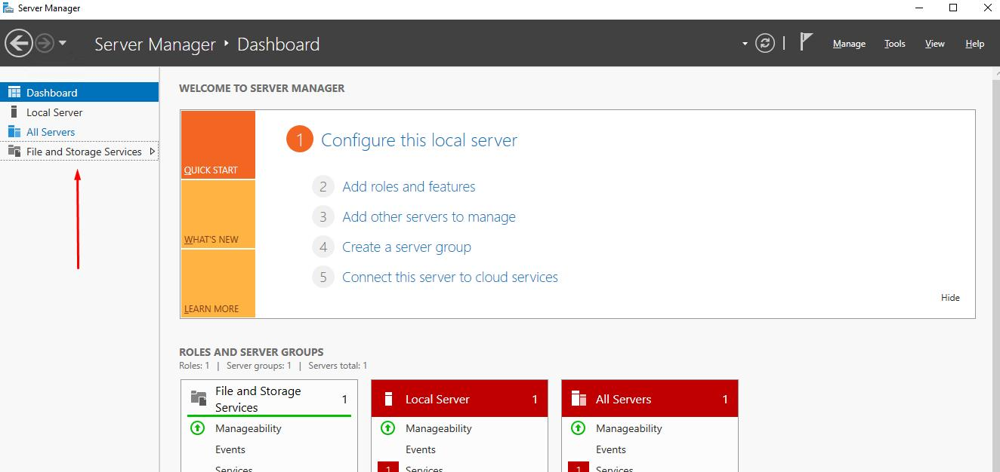 Server Manager
Server Manager ‣ Dashboard
Manage Tools View Help
Dashboard
Local Server
All Servers
File and Storage Services
WELCOME TO SERVER MANAGER
QUICK START
WHAT'S NEW
LEARN MORE
1 Configure this local server
2 Add roles and features
3 Add other servers to manage
4 Create a server group
5 Connect this server to cloud services
Hide
ROLES AND SERVER GROUPS
Roles: 1 | Server groups: 1 | Servers total: 1
File and Storage
Services
1
Manageability
Events
Services
Local Server 1
Manageability
Events
1 Services
All Servers 1
Manageability
Events
1 Services